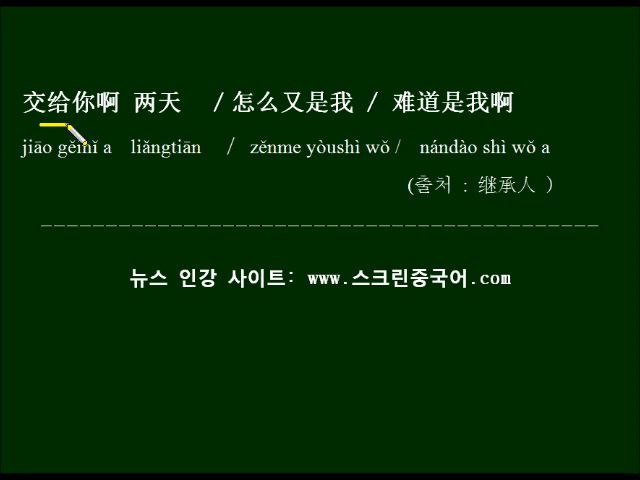 交给你啊 两天 / 怎么又是我 / 难道是我啊
jiāo gěinǐ a liǎngtiān / zěnme yòushì wǒ / nándào shì wǒ a
(출처 : 继承人 )
뉴스 인강 사이트: www.스크린중국어.com